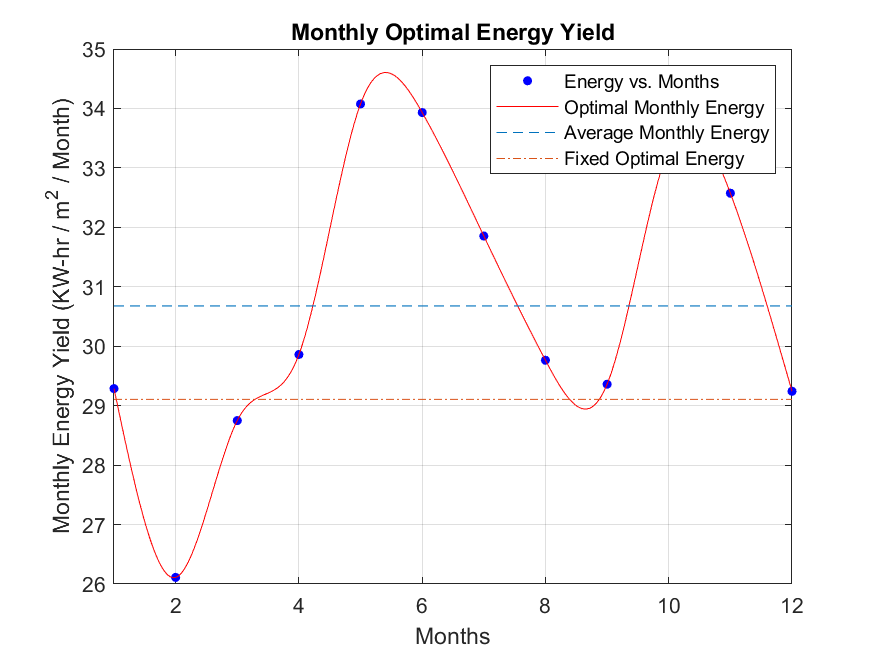 Monthly Optimal Energy Yield
Monthly Energy Yield (KW-hr / m² / Month)
35
34
33
32
31
30
29
28
27
26
Energy vs. Months
Optimal Monthly Energy
Average Monthly Energy
Fixed Optimal Energy
2 4 6 8 10 12
Months